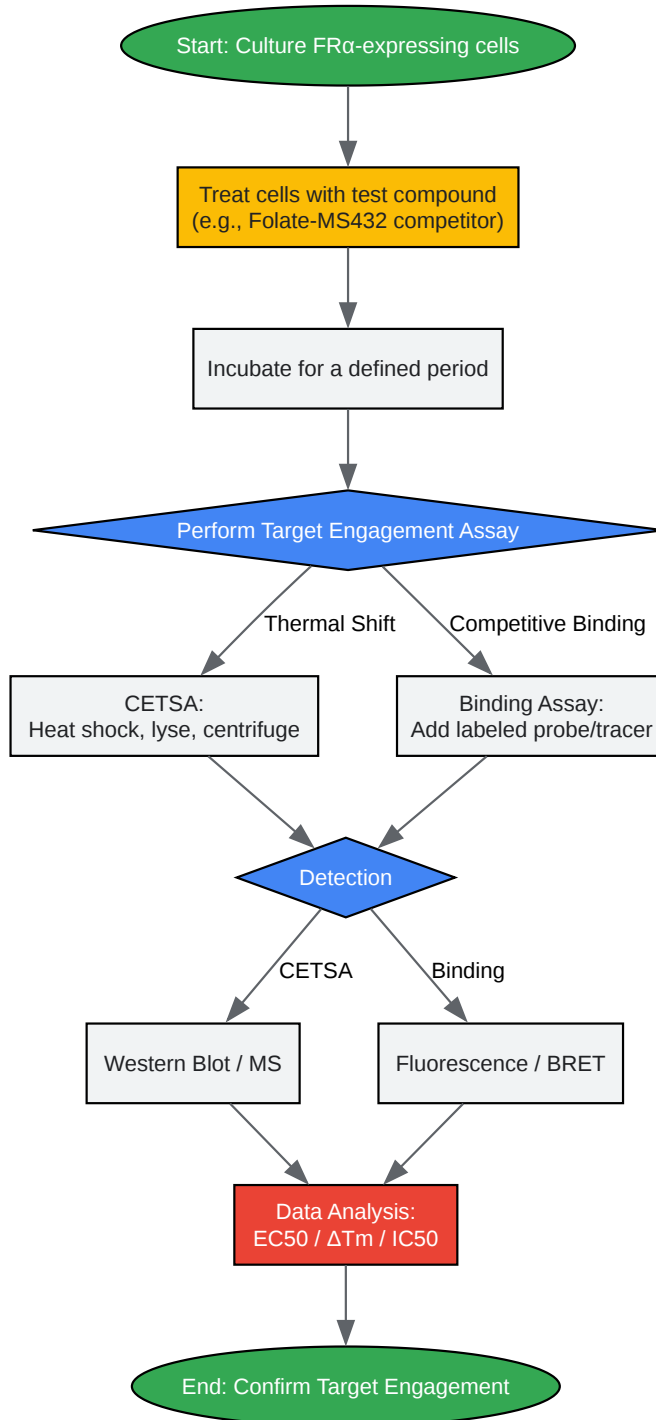 Start: Culture FRα-expressing cells
Treat cells with test compound
(e.g., Folate-MS432 competitor)
Incubate for a defined period
Perform Target Engagement Assay
Thermal Shift
Competitive Binding
CETSA:
Heat shock, lyse, centrifuge
Binding Assay:
Add labeled probe/tracer
Detection
CETSA
Binding
Western Blot / MS
Fluorescence / BRET
Data Analysis:
EC50 / ΔTm / IC50
End: Confirm Target Engagement